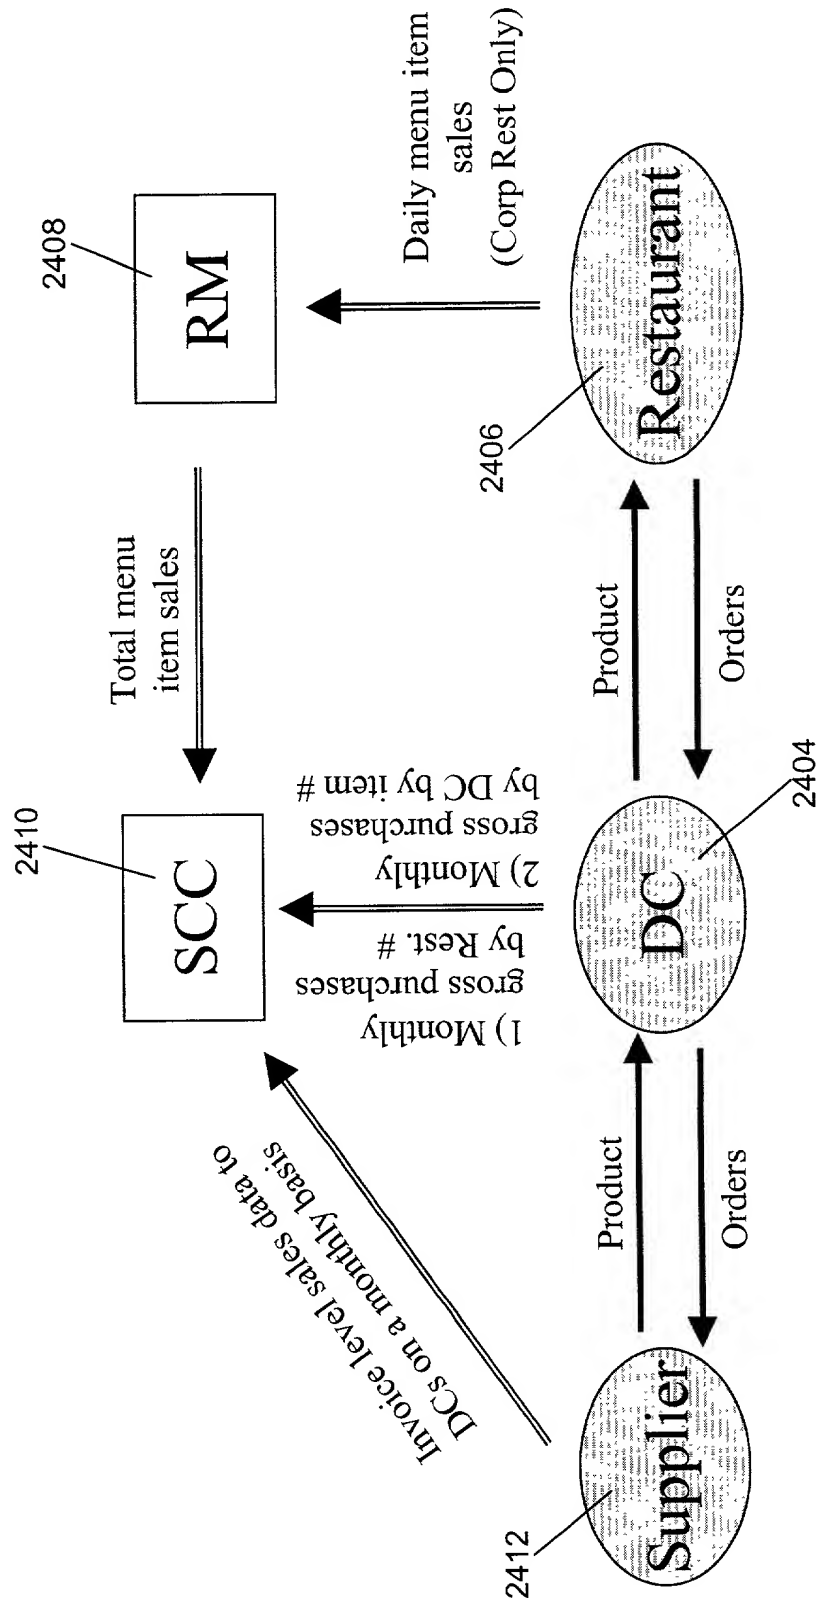 2410
SCC
2408
RM
Total menu
item sales
Invoice level sales data to
DCs on a monthly basis
1) Monthly
gross purchases
by Rest. #
2) Monthly
gross purchases
by DC by item #
Daily menu item
sales
(Corp Rest Only)
2412
Supplier
Product
Orders
DC
2404
Product
Orders
2406
Restaurant